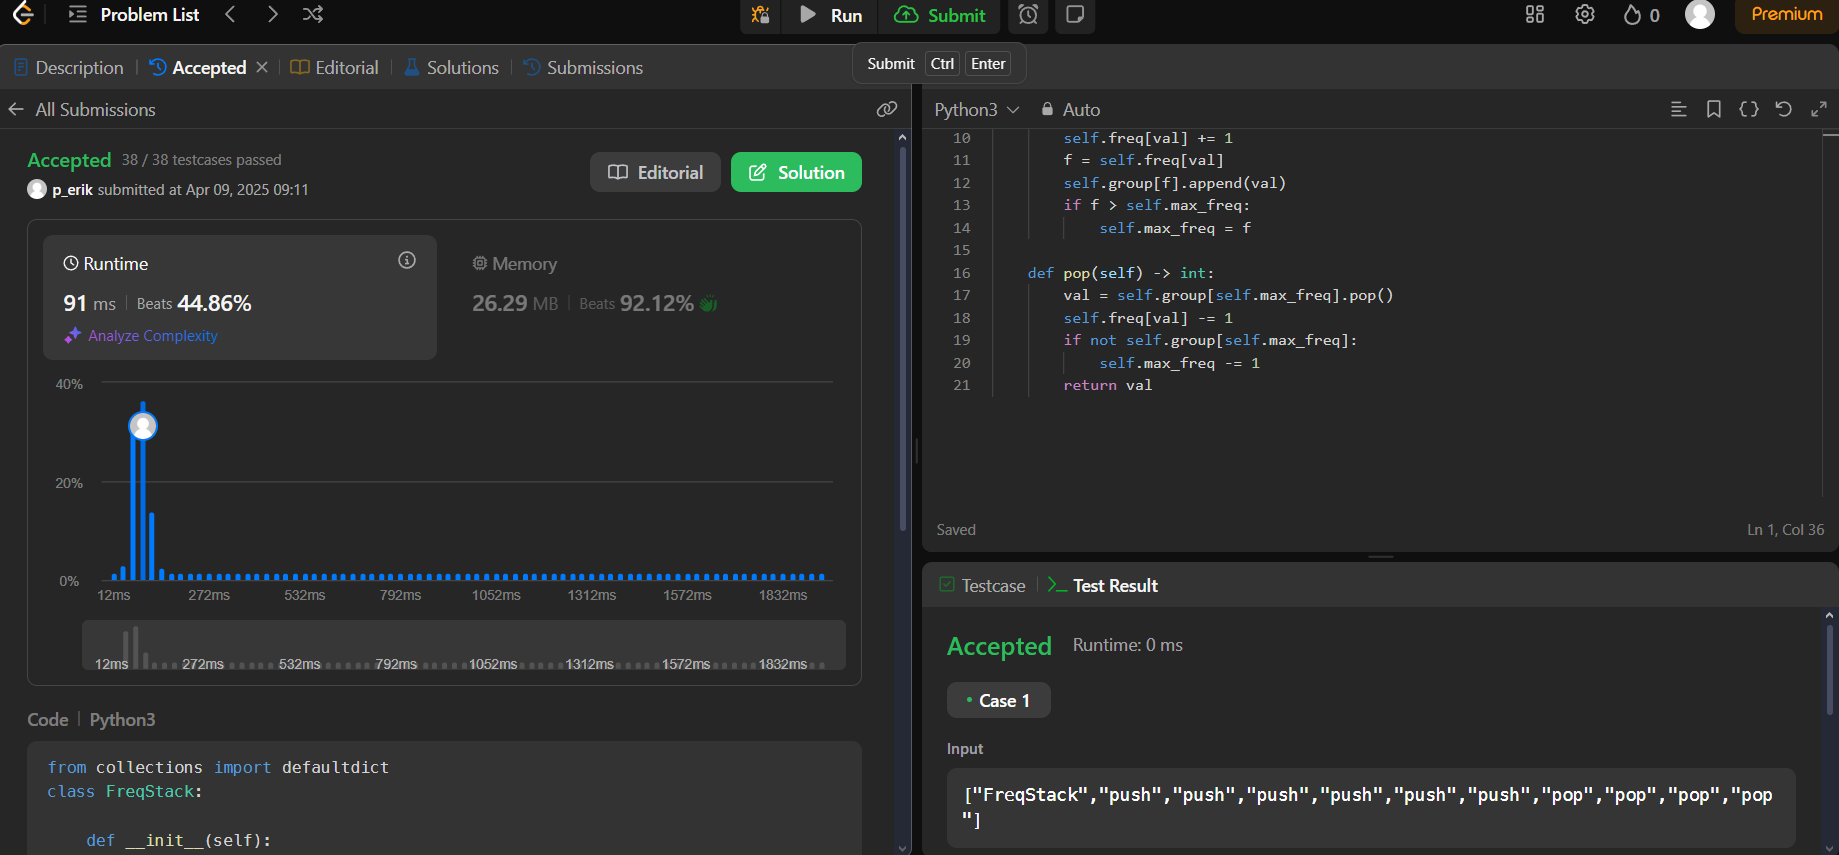 Problem List
Run
Submit
0
Premium
Description
Accepted
Editorial
Solutions
Submissions
Submit Ctrl Enter
All Submissions
Accepted 38 / 38 testcases passed
p_erik submitted at Apr 09, 2025 09:11
Editorial
Solution
Runtime
91 ms Beats 44.86%
Analyze Complexity
Memory
26.29 MB Beats 92.12%
40%
20%
0%
12ms 272ms 532ms 792ms 1052ms 1312ms 1572ms 1832ms
12ms 272ms 532ms 792ms 1052ms 1312ms 1572ms 1832ms
Code Python3
from collections import defaultdict
class FreqStack:
def __init__(self):
Python3 Auto
10 self.freq[val] += 1
11 f = self.freq[val]
12 self.group[f].append(val)
13 if f > self.max_freq:
14 self.max_freq = f
15
16 def pop(self) -> int:
17 val = self.group[self.max_freq].pop()
18 self.freq[val] -= 1
19 if not self.group[self.max_freq]:
20 self.max_freq -= 1
21 return val
Saved
Ln 1, Col 36
Testcase
Test Result
Accepted Runtime: 0 ms
Case 1
Input
["FreqStack","push","push","push","push","push","push","pop","pop","pop","pop
"]